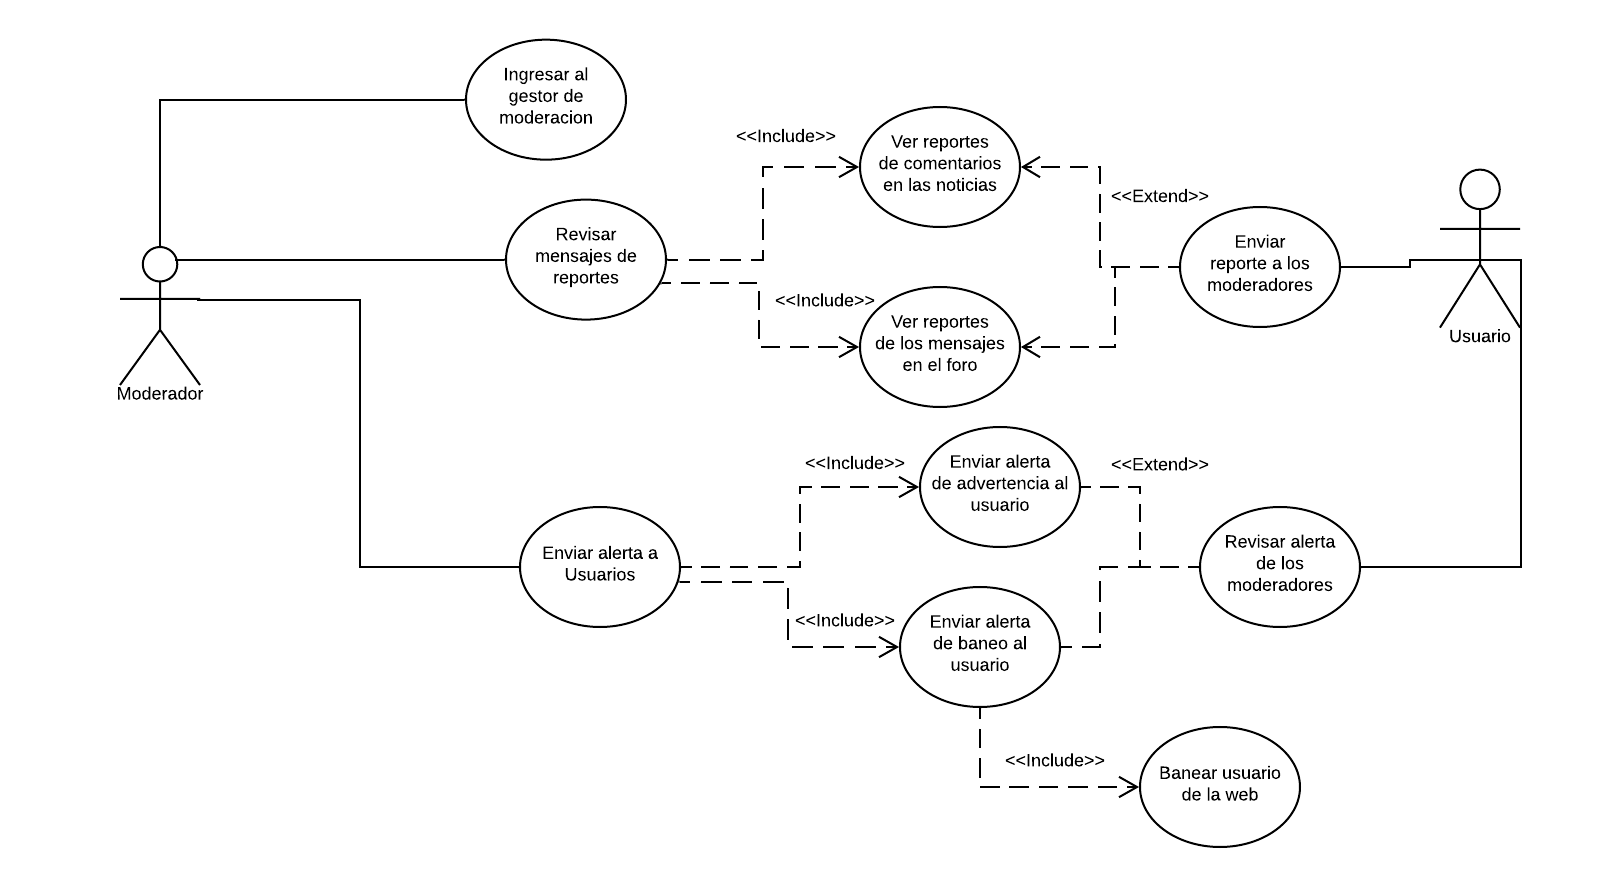 Ingresar al
gestor de
moderacion
<<Include>>
Ver reportes
de comentarios
en las noticias
<<Extend>>
Revisar
mensajes de
reportes
Enviar
reporte a los
moderadores
<<Include>>
Ver reportes
de los mensajes
en el foro
Usuario
Moderador
<<Include>>
Enviar alerta
de advertencia al
usuario
<<Extend>>
Enviar alerta a
Usuarios
Revisar alerta
de los
moderadores
<<Include>>
Enviar alerta
de baneo al
usuario
<<Include>>
Banear usuario
de la web